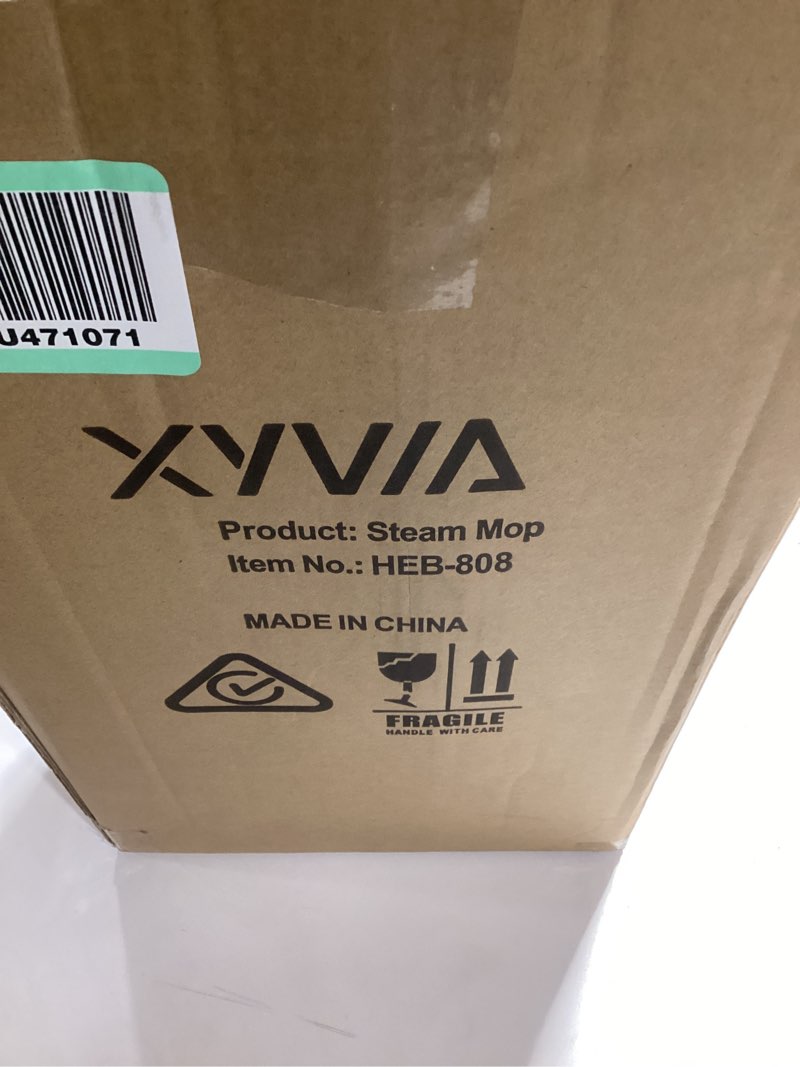 U471071
XYVIA
Product: Steam Mop
Item No.: HEB-808
MADE IN CHINA
FRAGILE
HANDLE WITH CARE